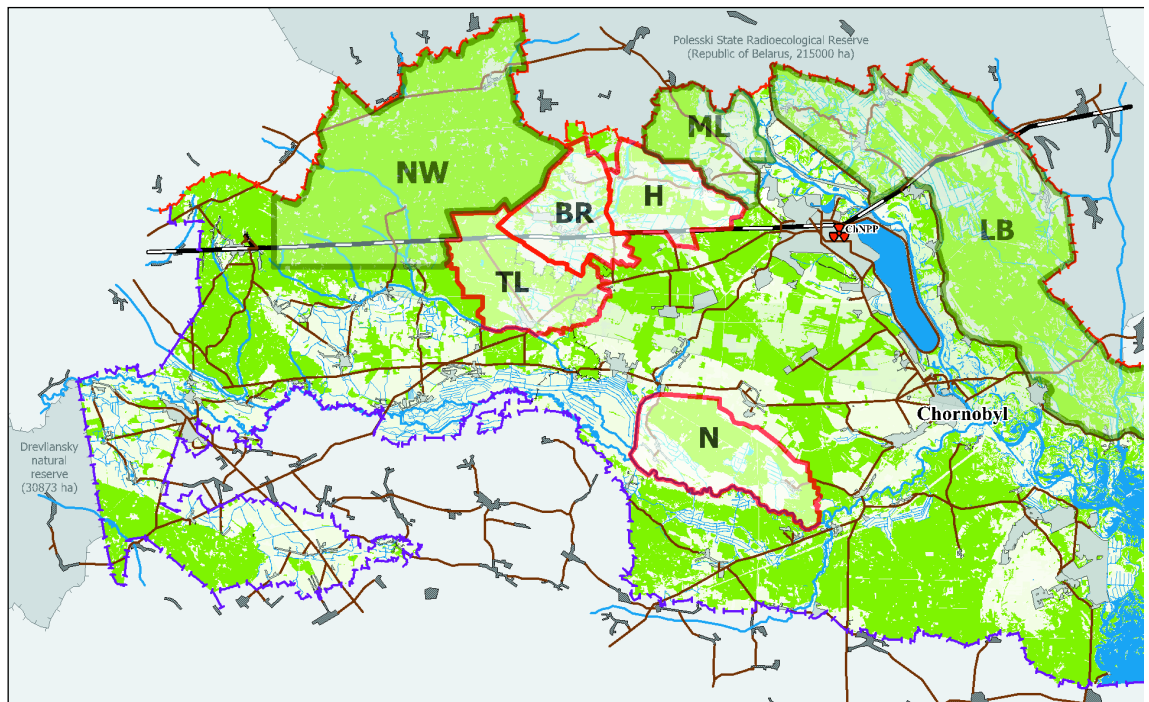 Polesski State Radioecological Reserve
(Republic of Belarus, 215000 ha)
ML
NW
H
BR
ChNPP
LB
TL
Chornobyl
N
Drevliansky
natural
reserve
(30873 ha)